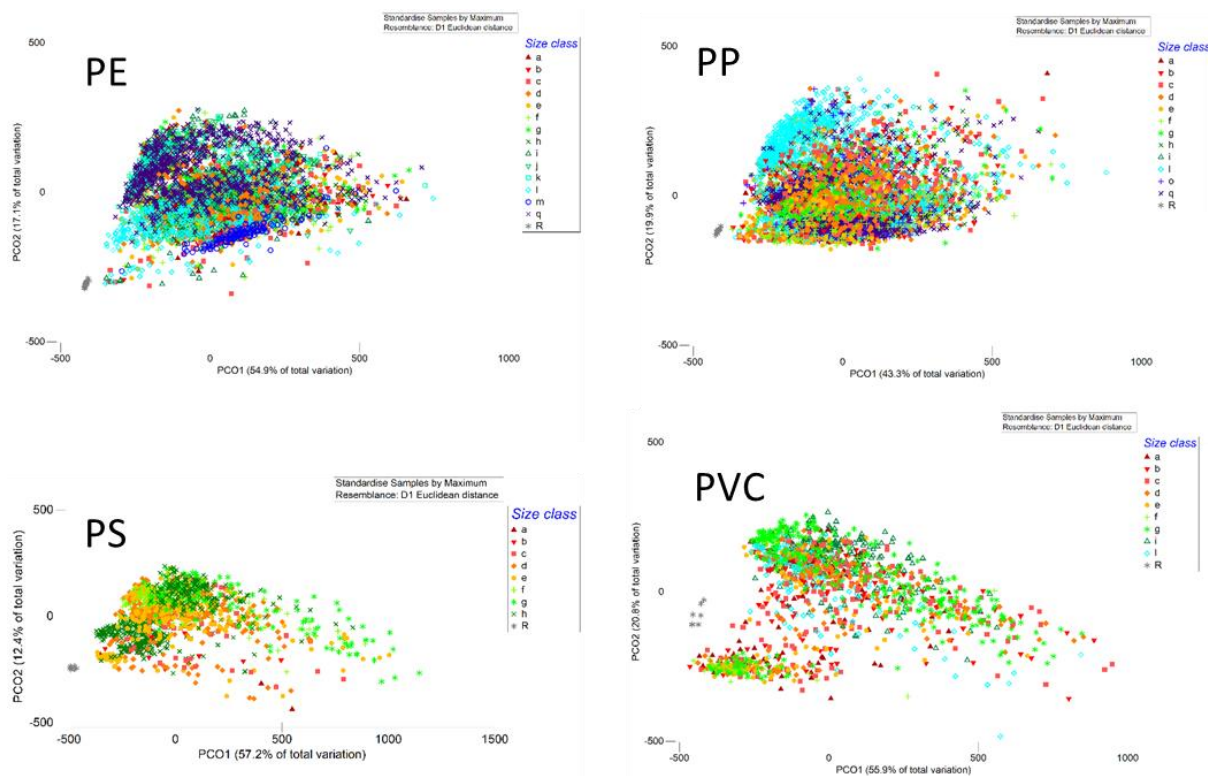 Standardise Samples by Maximum
Resemblance: D1 Euclidean distance
PE
Size class
a
b
c
d
e
f
g
h
i
j
k
l
m
q
R
500
0
-500
PCO2 (17.1% of total variation)
-500
0
500
1000
PCO1 (54.9% of total variation)
Standardise Samples by Maximum
Resemblance: D1 Euclidean distance
PP
Size class
a
b
c
d
e
f
g
h
i
l
o
q
R
500
0
-500
PCO2 (19.9% of total variation)
-500
0
500
1000
PCO1 (43.3% of total variation)
Standardise Samples by Maximum
Resemblance: D1 Euclidean distance
PS
Size class
a
b
c
d
e
f
g
h
R
500
0
-500
PCO2 (12.4% of total variation)
-500
0
500
1000
1500
PCO1 (57.2% of total variation)
Standardise Samples by Maximum
Resemblance: D1 Euclidean distance
PVC
Size class
a
b
c
d
e
f
g
i
l
R
500
0
-500
PCO2 (20.8% of total variation)
-500
0
500
1000
PCO1 (55.9% of total variation)